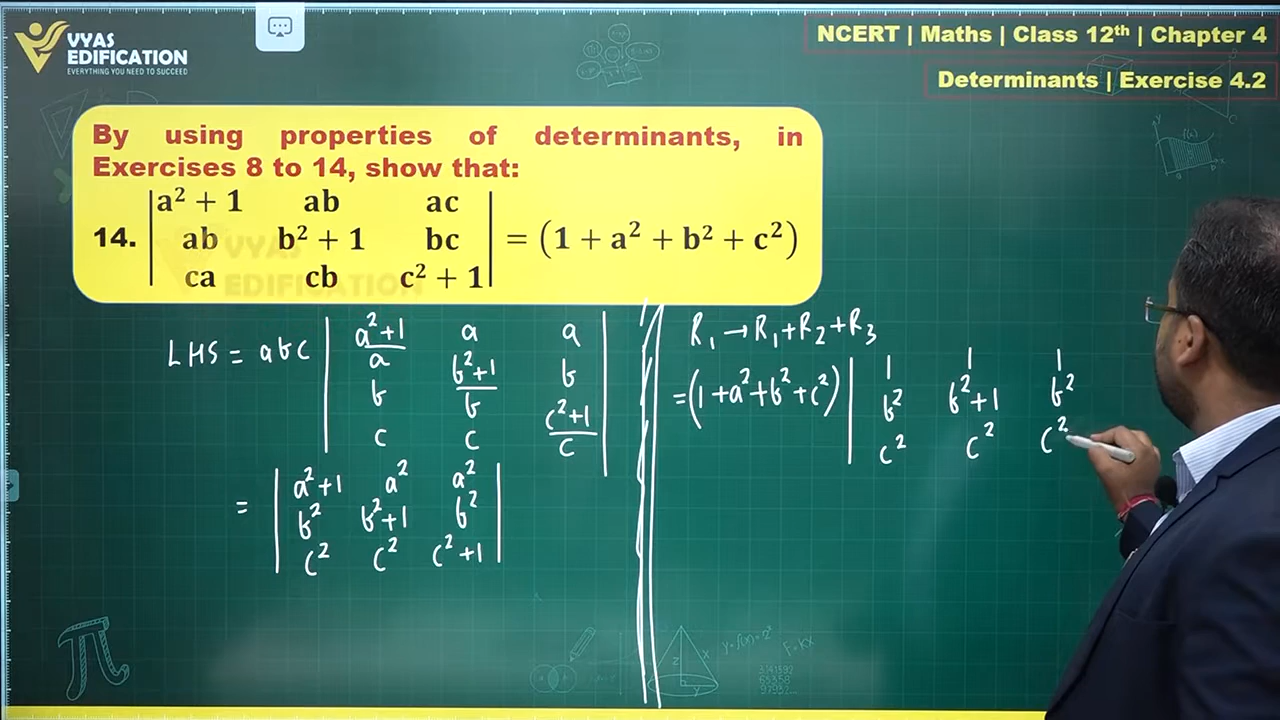 VYAS
EDIFICATION
EVERYTHING YOU NEED TO SUCCEED
NCERT | Maths | Class 12th | Chapter 4
Determinants | Exercise 4.2
By using properties of determinants, in
Exercises 8 to 14, show that:
14. |a² + 1 ab ac|
|ab b² + 1 bc| = (1 + a² + b² + c²)
|ca cb c² + 1|
VYAS
EDIFICATION
LHS = abc | (a²+1)/a a a |
| b (b²+1)/b b |
| c c (c²+1)/c |
= | a²+1 a² a² |
| b² b²+1 b² |
| c² c² c²+1 |
R₁ → R₁+R₂+R₃
= (1+a²+b²+c²) | 1 1 1
| b² b²+1 b²
| c² c² c²